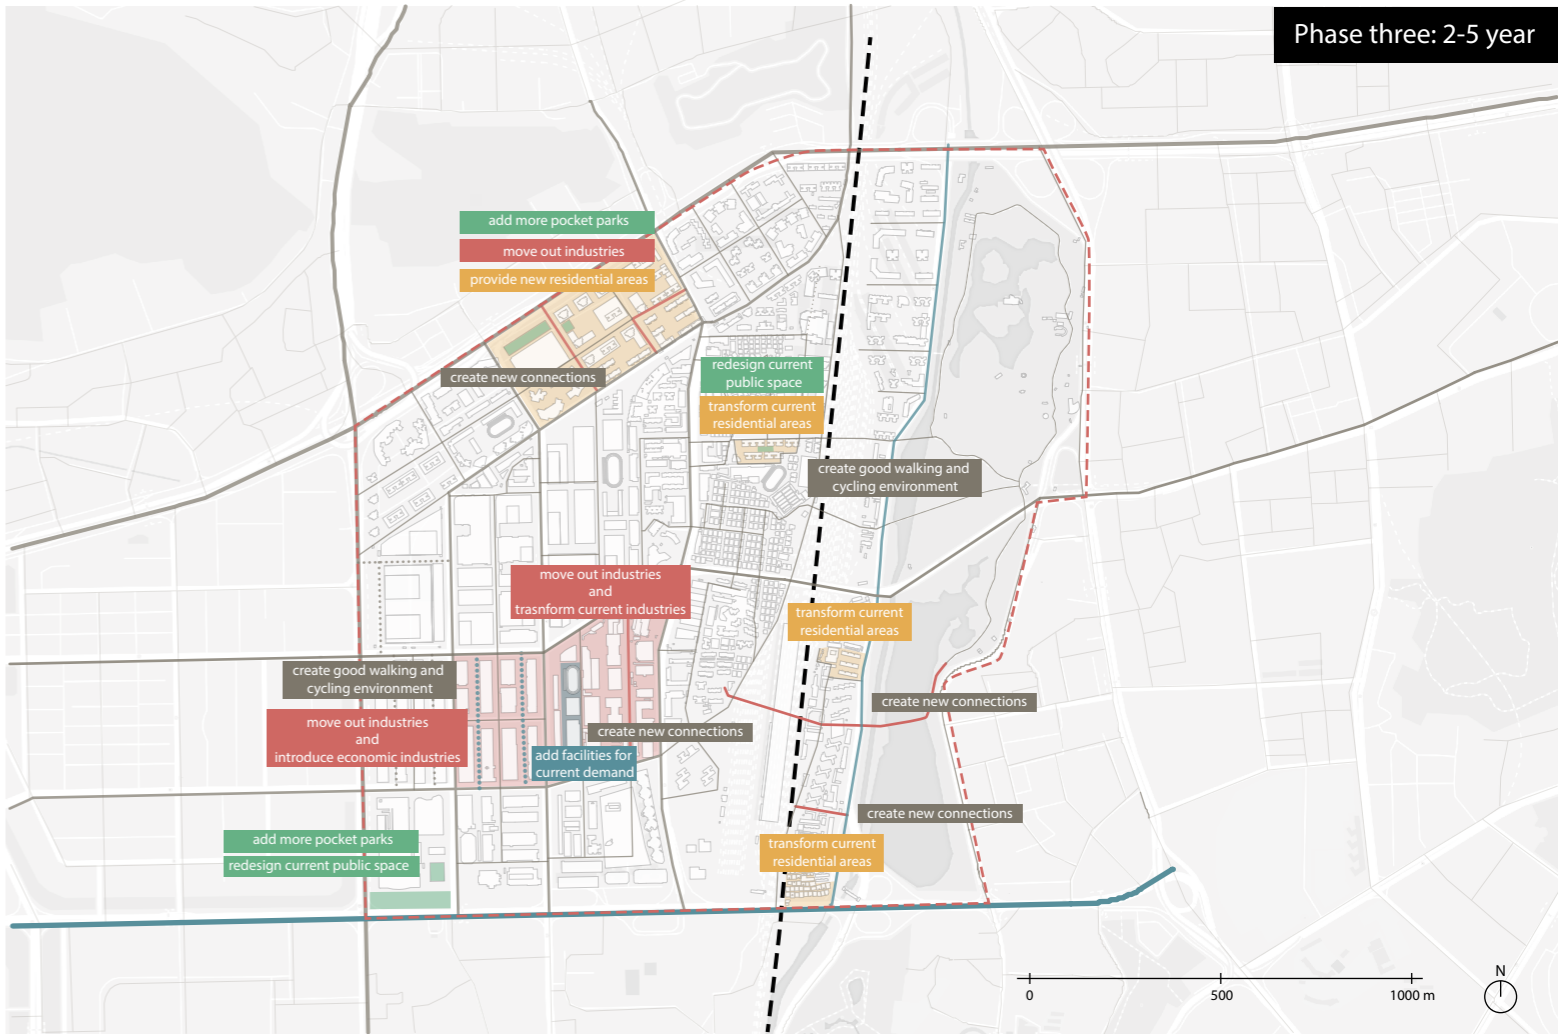 Phase three: 2-5 year
add more pocket parks
move out industries
provide new residential areas
create new connections
redesign current
public space
transform current
residential areas
create good walking and
cycling environment
move out industries
and
trasnform current industries
transform current
residential areas
create good walking and
cycling environment
move out industries
and
introduce economic industries
create new connections
create new connections
add facilities for
current demand
create new connections
add more pocket parks
redesign current public space
transform current
residential areas
N
0
500
1000 m